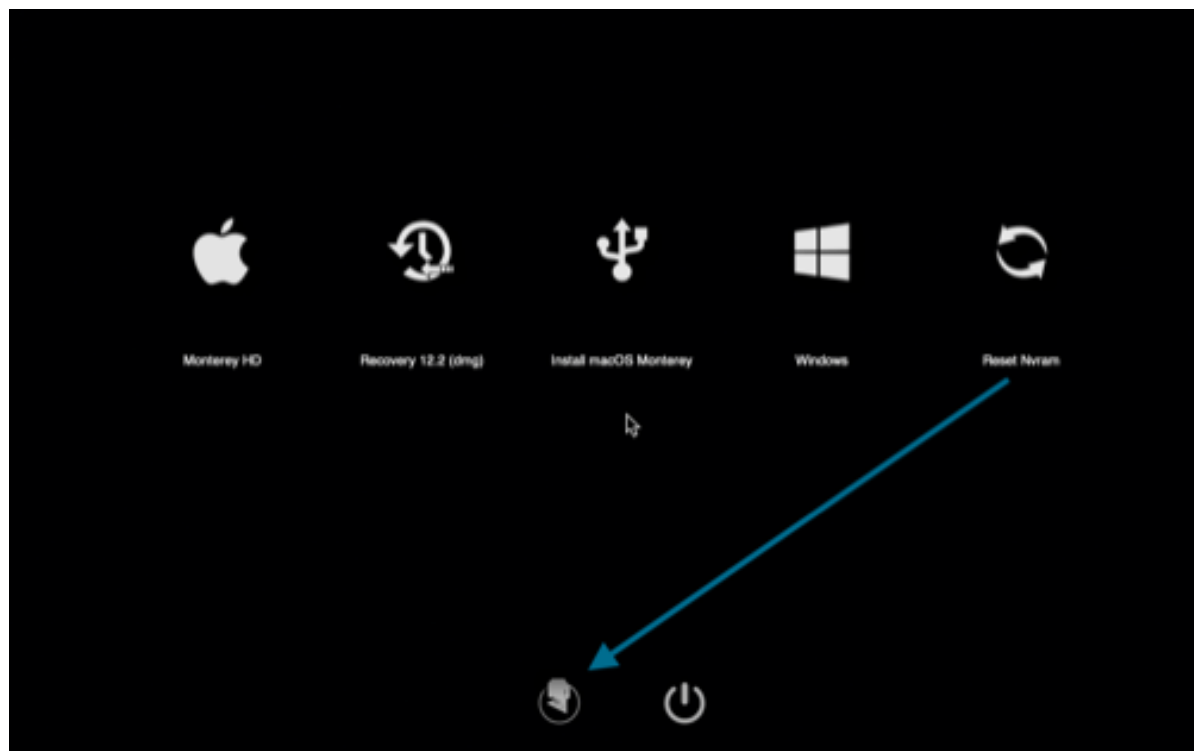 Monterey HD
Recovery 12.2 (dmg)
Install macOS Monterey
Windows
Reset Nvram